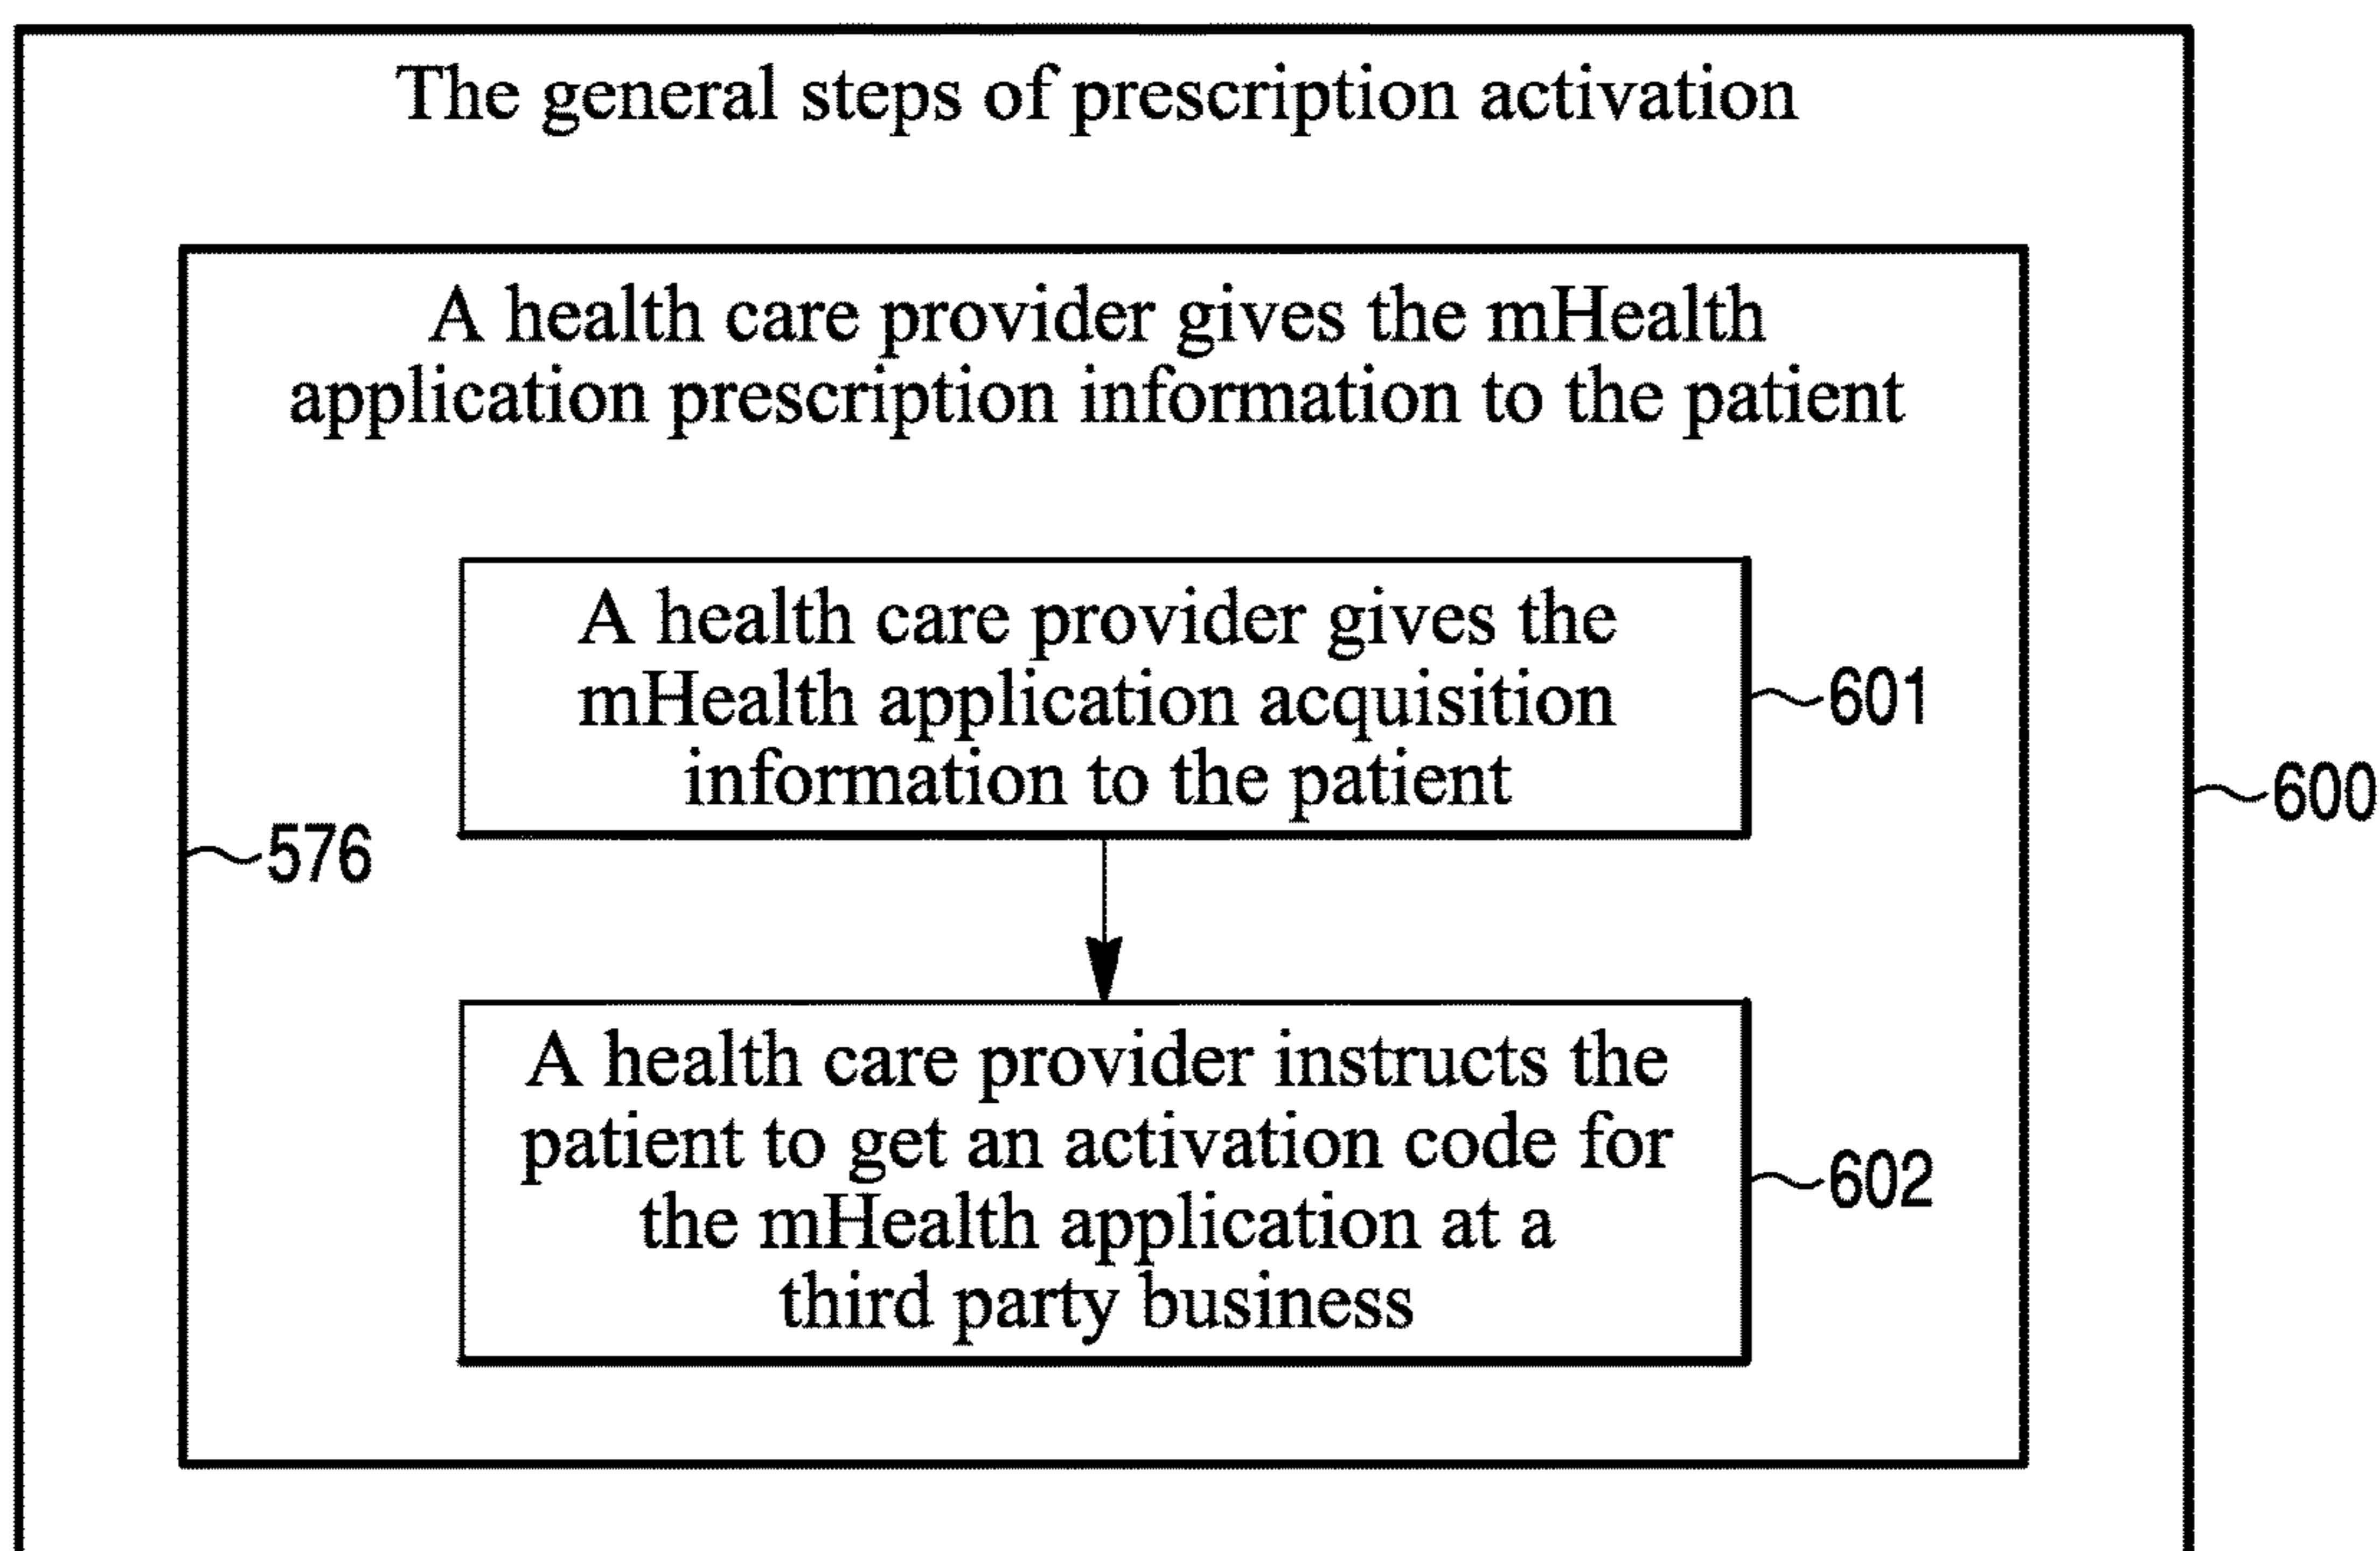 The general steps of prescription activation
A health care provider gives the mHealth
application prescription information to the patient
A health care provider gives the
mHealth application acquisition
information to the patient
601
600
576
A health care provider instructs the
patient to get an activation code for
the mHealth application at a
third party business
602